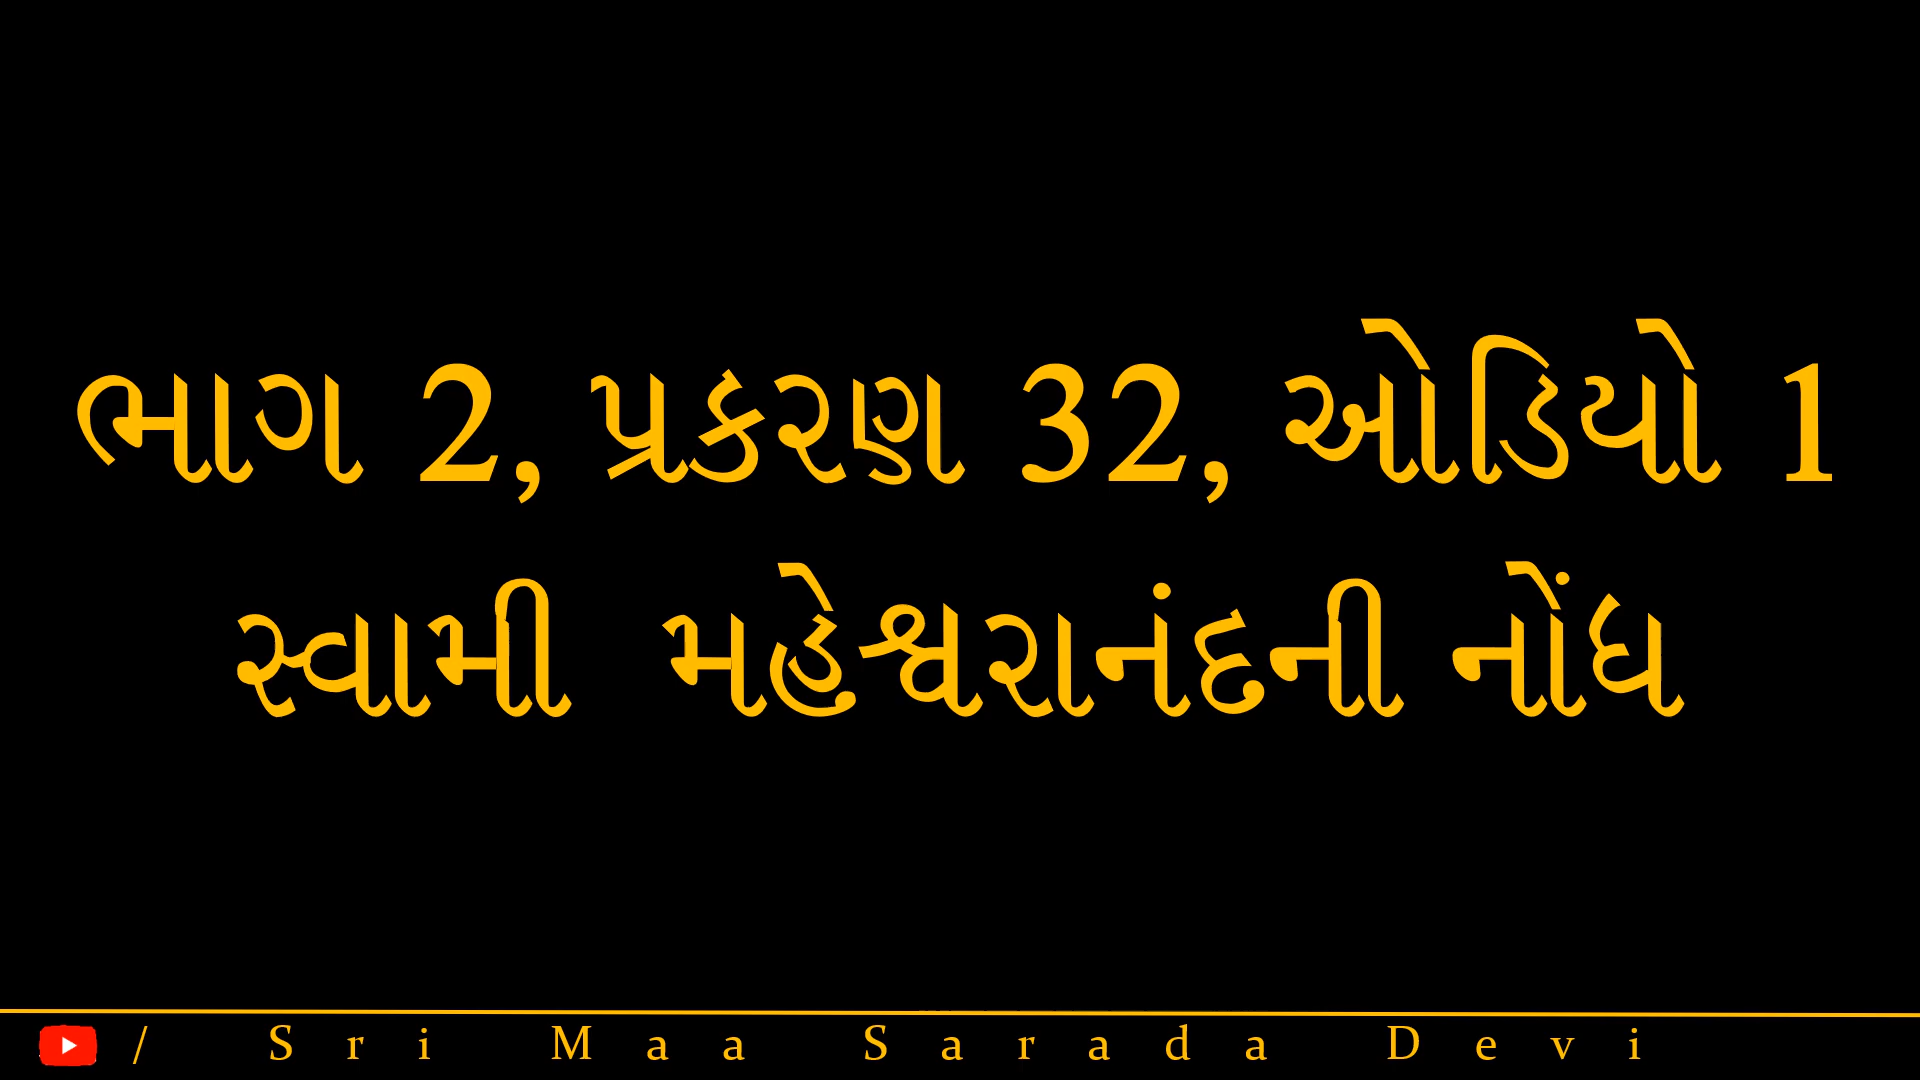 ભાગ 2, પ્રકરણ 32, ઓડિયો 1
સ્વામી મહેશ્વરાનંદની નોંધ
/ Sri Maa Sarada Devi